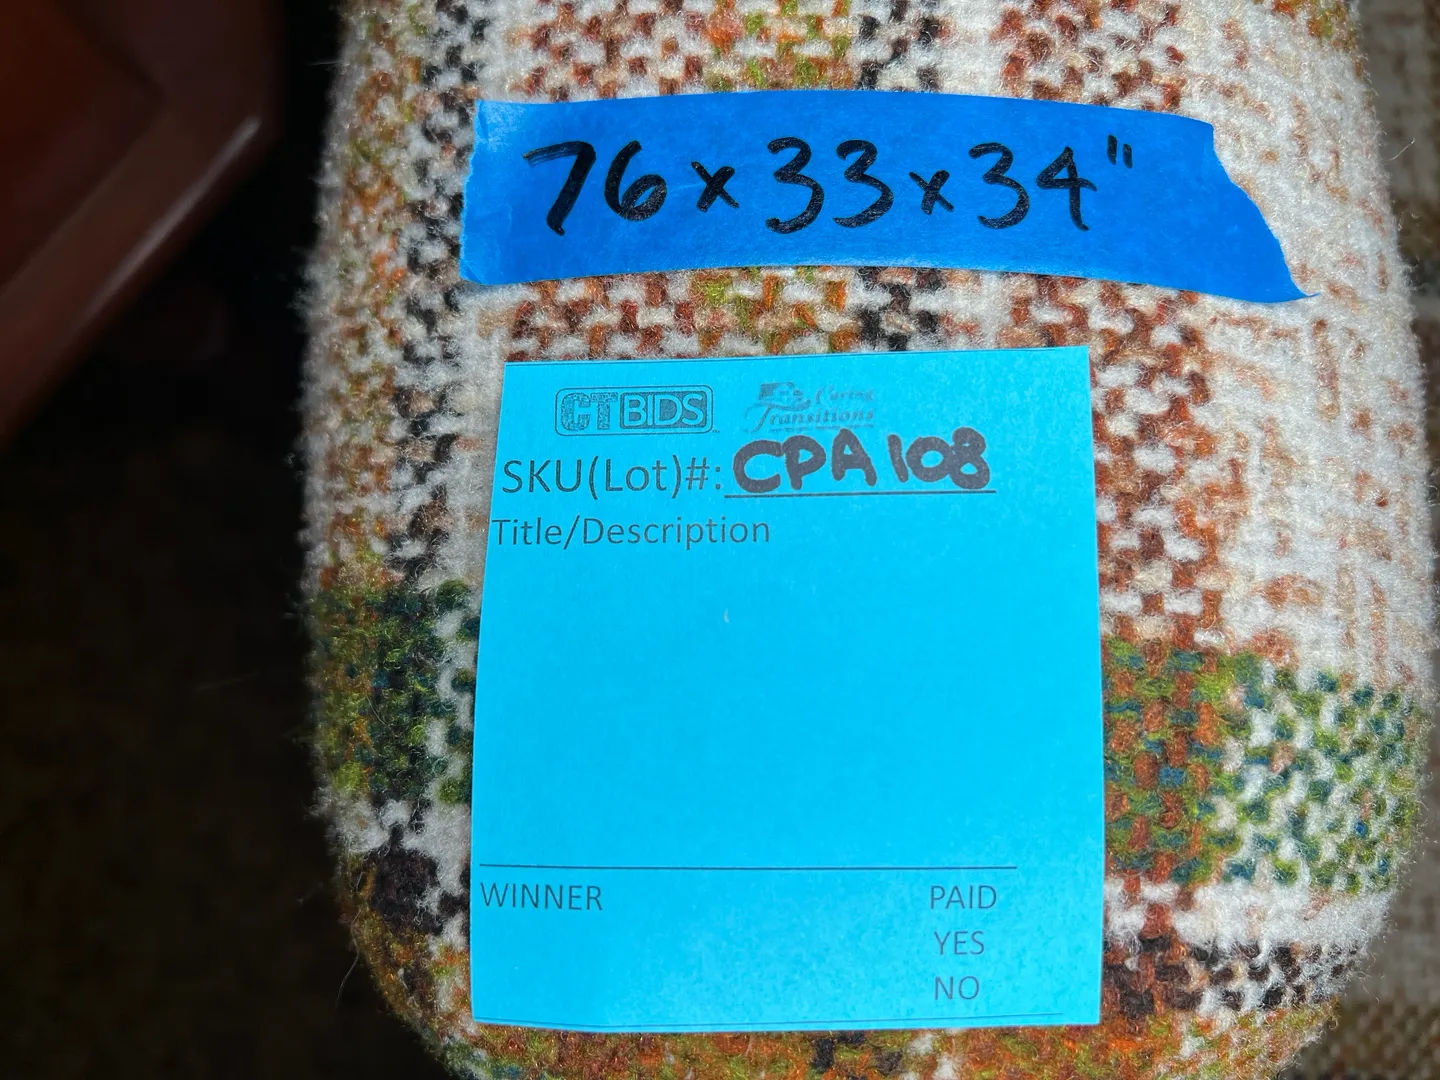 76x33x34"
CTBIDS
Caring
Transitions
SKU(Lot)#: CPA108
Title/Description
WINNER PAID
YES
NO